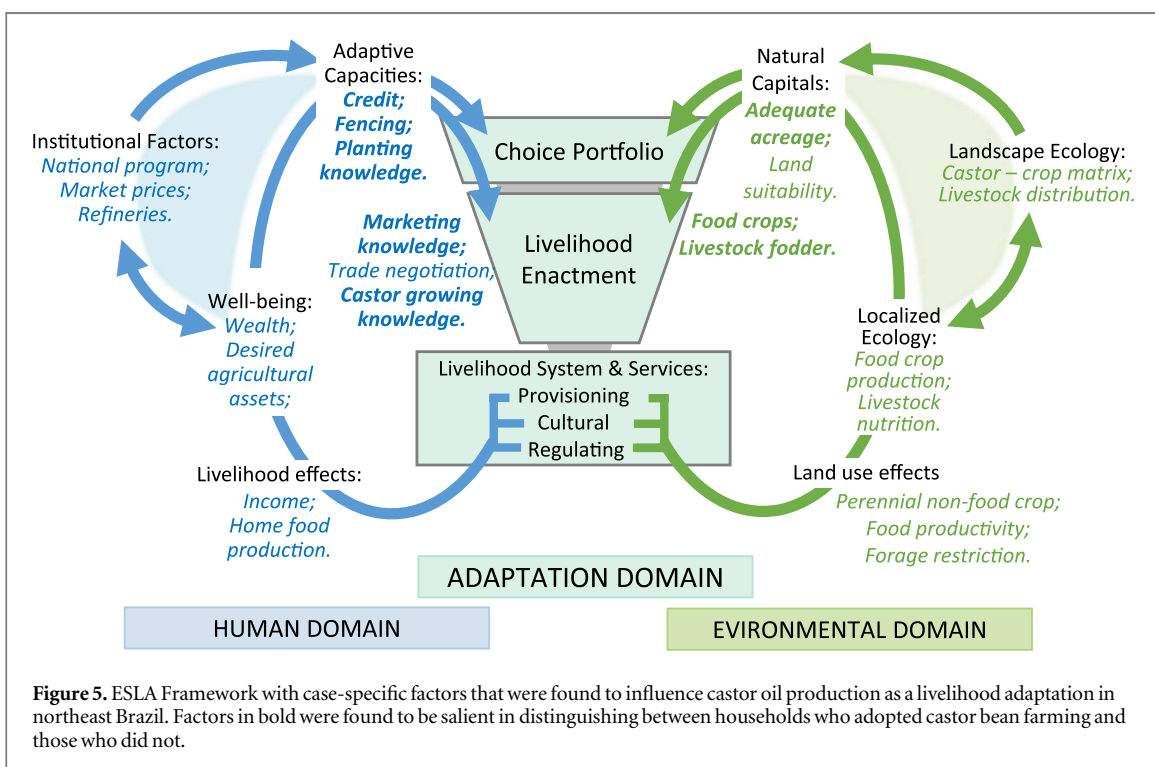 Adaptive
Capacities:
Credit;
Fencing;
Planting
knowledge.
Natural
Capitals:
Adequate
acreage;
Land
suitability.
Institutional Factors:
National program;
Market prices;
Refineries.
Choice Portfolio
Landscape Ecology:
Castor – crop matrix;
Livestock distribution.
Marketing
knowledge;
Trade negotiation;
Castor growing
knowledge.
Livelihood
Enactment
Food crops;
Livestock fodder.
Well-being:
Wealth;
Desired
agricultural
assets;
Localized
Ecology:
Food crop
production;
Livestock
nutrition.
Livelihood System & Services:
Provisioning
Cultural
Regulating
Livelihood effects:
Income;
Home food
production.
Land use effects
Perennial non-food crop;
Food productivity;
Forage restriction.
ADAPTATION DOMAIN
HUMAN DOMAIN
EVIRONMENTAL DOMAIN
Figure 5. ESLA Framework with case-specific factors that were found to influence castor oil production as a livelihood adaptation in
northeast Brazil. Factors in bold were found to be salient in distinguishing between households who adopted castor bean farming and
those who did not.